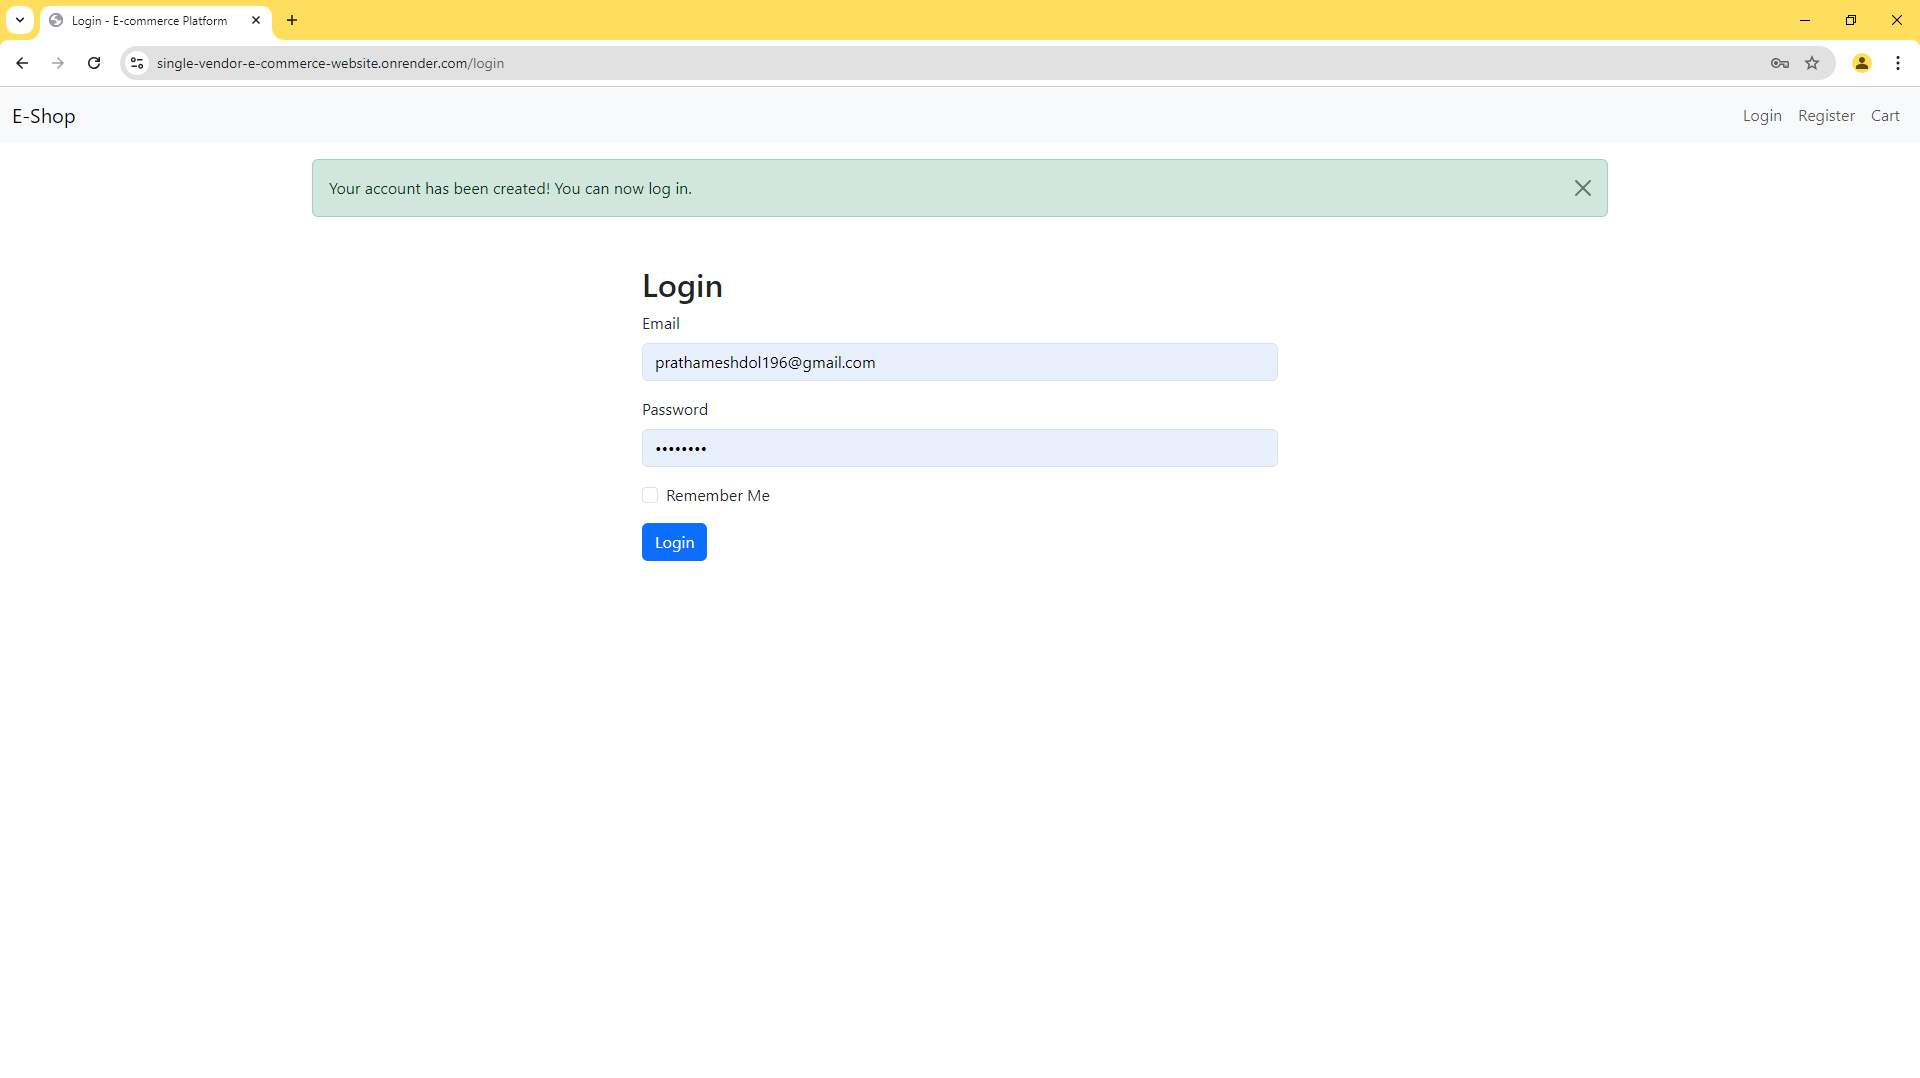 Login - E-commerce Platform
single-vendor-e-commerce-website.onrender.com/login
E-Shop
Login Register Cart
Your account has been created! You can now log in.
Login
Email
prathameshdol196@gmail.com
Password
••••••••
Remember Me
Login